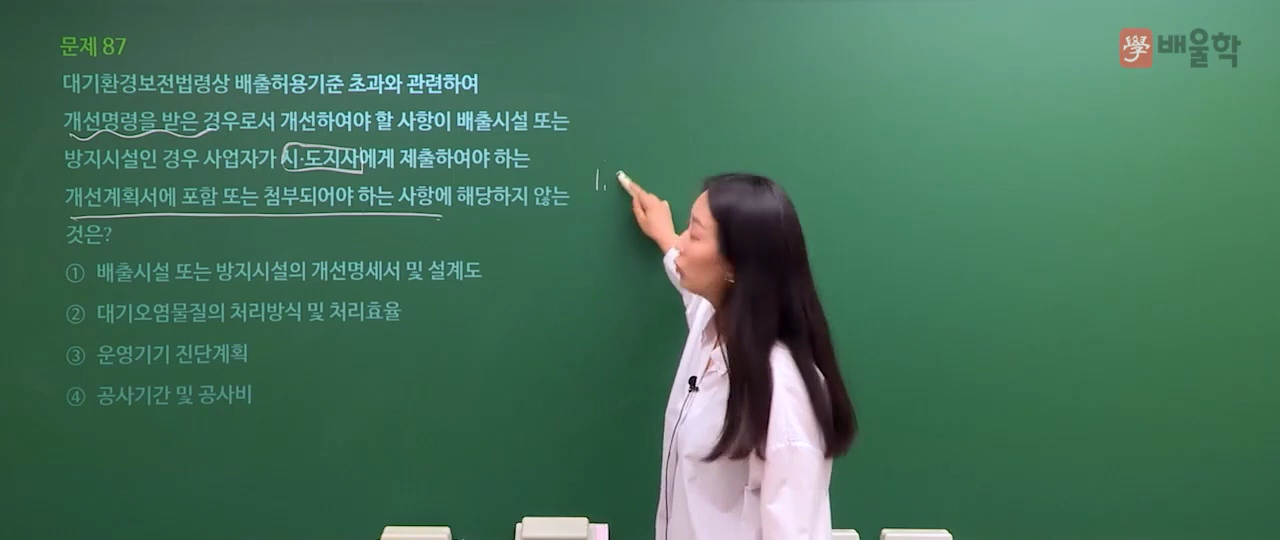 문제 87
學 배울학
대기환경보전법령상 배출허용기준 초과와 관련하여
개선명령을 받은 경우로서 개선하여야 할 사항이 배출시설 또는
방지시설인 경우 사업자가 시·도지사에게 제출하여야 하는
개선계획서에 포함 또는 첨부되어야 하는 사항에 해당하지 않는
것은?
① 배출시설 또는 방지시설의 개선명세서 및 설계도
② 대기오염물질의 처리방식 및 처리효율
③ 운영기기 진단계획
④ 공사기간 및 공사비
1.